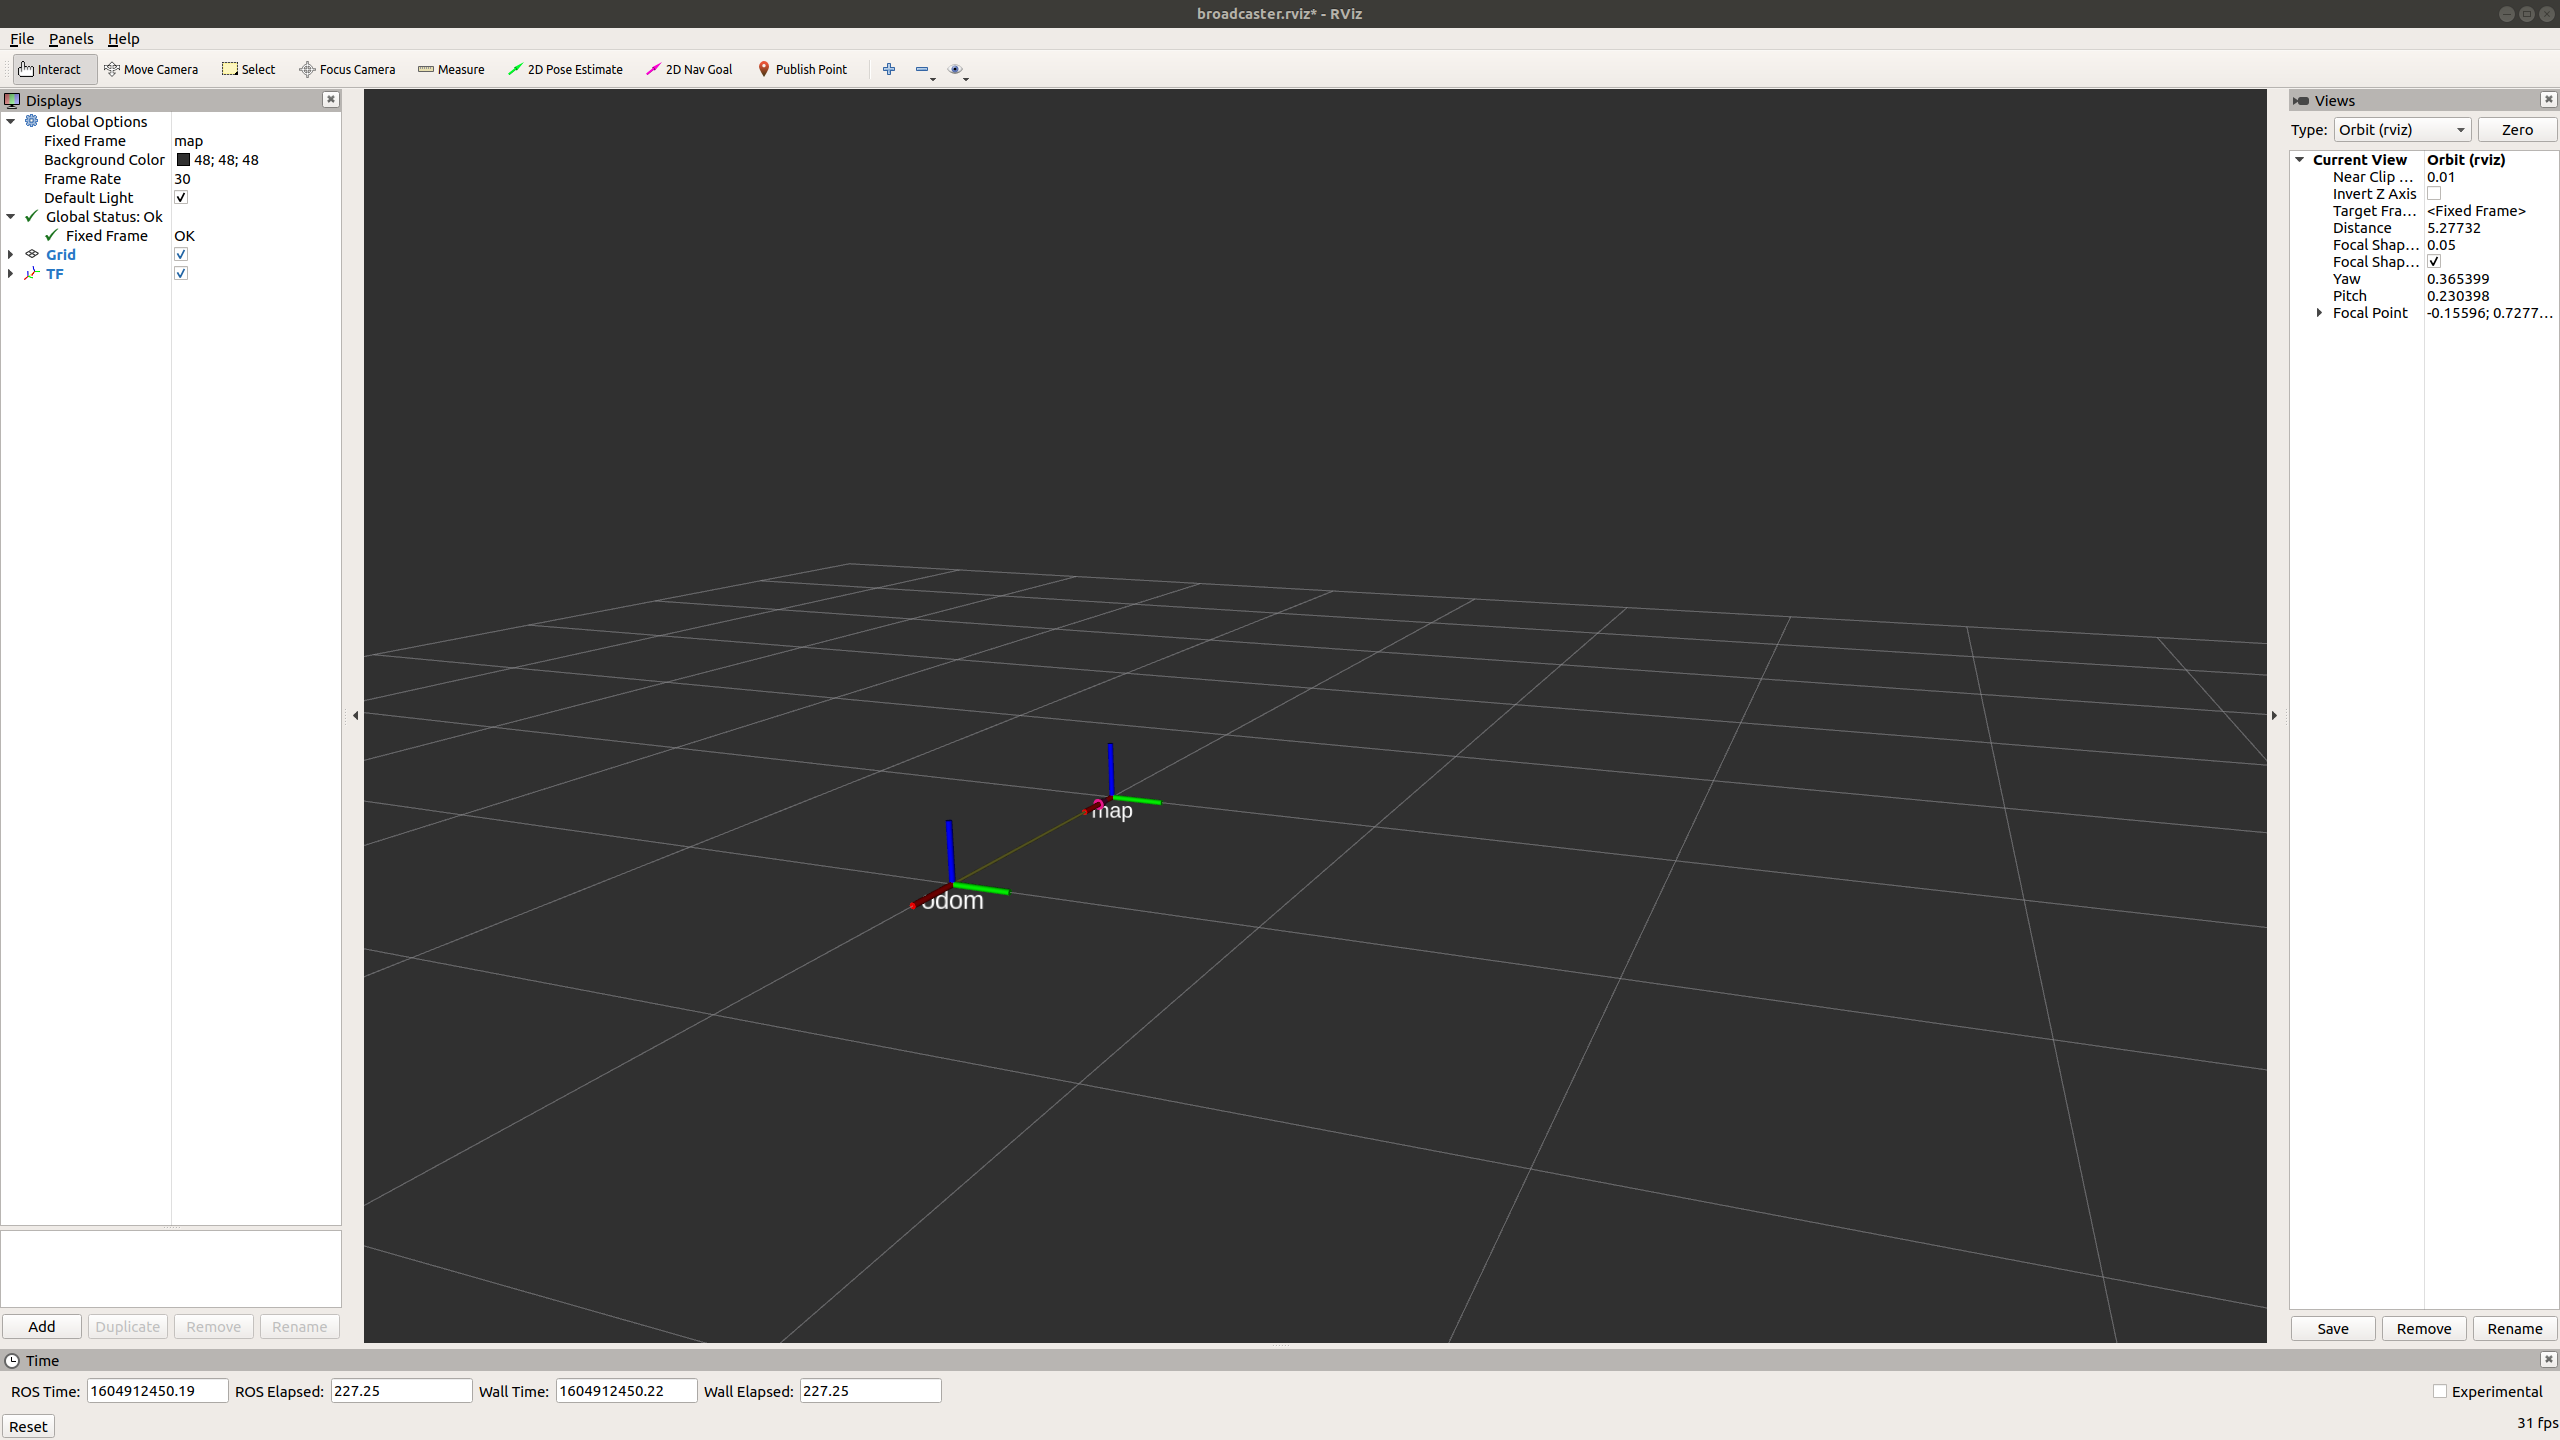 broadcaster.rviz* - RViz
File Panels Help
Interact Move Camera Select Focus Camera Measure 2D Pose Estimate 2D Nav Goal Publish Point
Displays
Global Options
Fixed Frame map
Background Color 48; 48; 48
Frame Rate 30
Default Light
Global Status: Ok
Fixed Frame OK
Grid
TF
Add Duplicate Remove Rename
map
odom
Views
Type: Orbit (rviz) Zero
Current View Orbit (rviz)
Near Clip ... 0.01
Invert Z Axis
Target Fra... <Fixed Frame>
Distance 5.27732
Focal Shap... 0.05
Focal Shap...
Yaw 0.365399
Pitch 0.230398
Focal Point -0.15596; 0.7277...
Save Remove Rename
Time
ROS Time: 1604912450.19 ROS Elapsed: 227.25 Wall Time: 1604912450.22 Wall Elapsed: 227.25 Experimental
Reset 31 fps